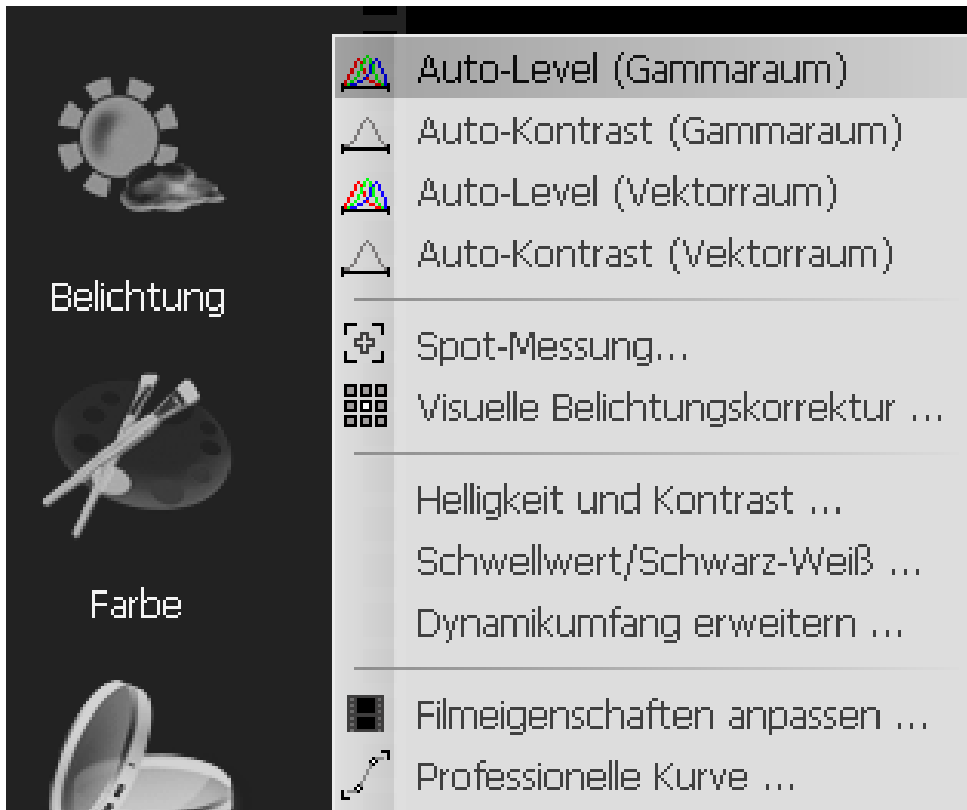 Belichtung
Farbe
Auto-Level (Gammaraum)
Auto-Kontrast (Gammaraum)
Auto-Level (Vektorraum)
Auto-Kontrast (Vektorraum)
Spot-Messung...
Visuelle Belichtungskorrektur ...
Helligkeit und Kontrast ...
Schwellwert/Schwarz-Weiß ...
Dynamikumfang erweitern ...
Filmeigenschaften anpassen ...
Professionelle Kurve ...